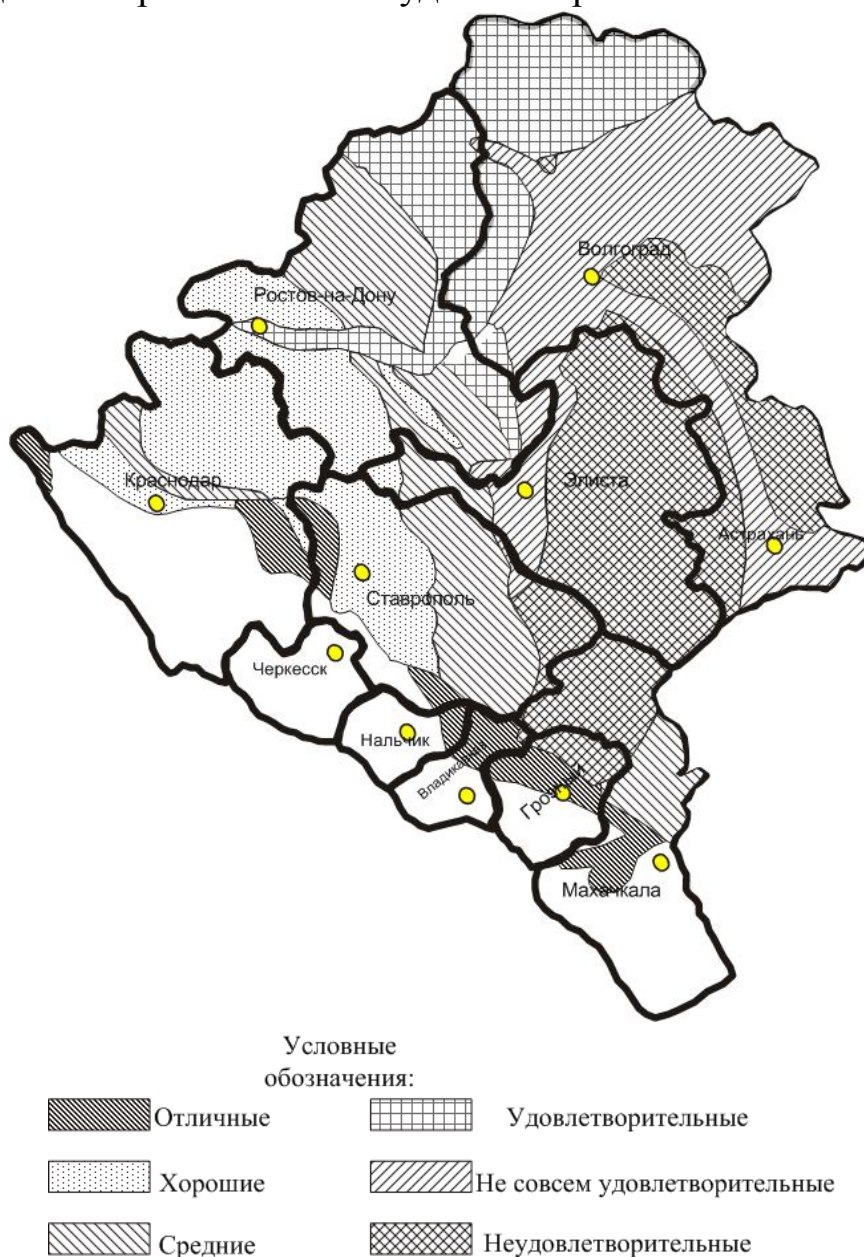 Волгоград
Ростов-на-Дону
Краснодар
Элиста
Астрахань
Ставрополь
Черкесск
Нальчик
Грозный
Махачкала
Условные
обозначения:
Отличные
Удовлетворительные
Хорошие
Не совсем удовлетворительные
Средние
Неудовлетворительные